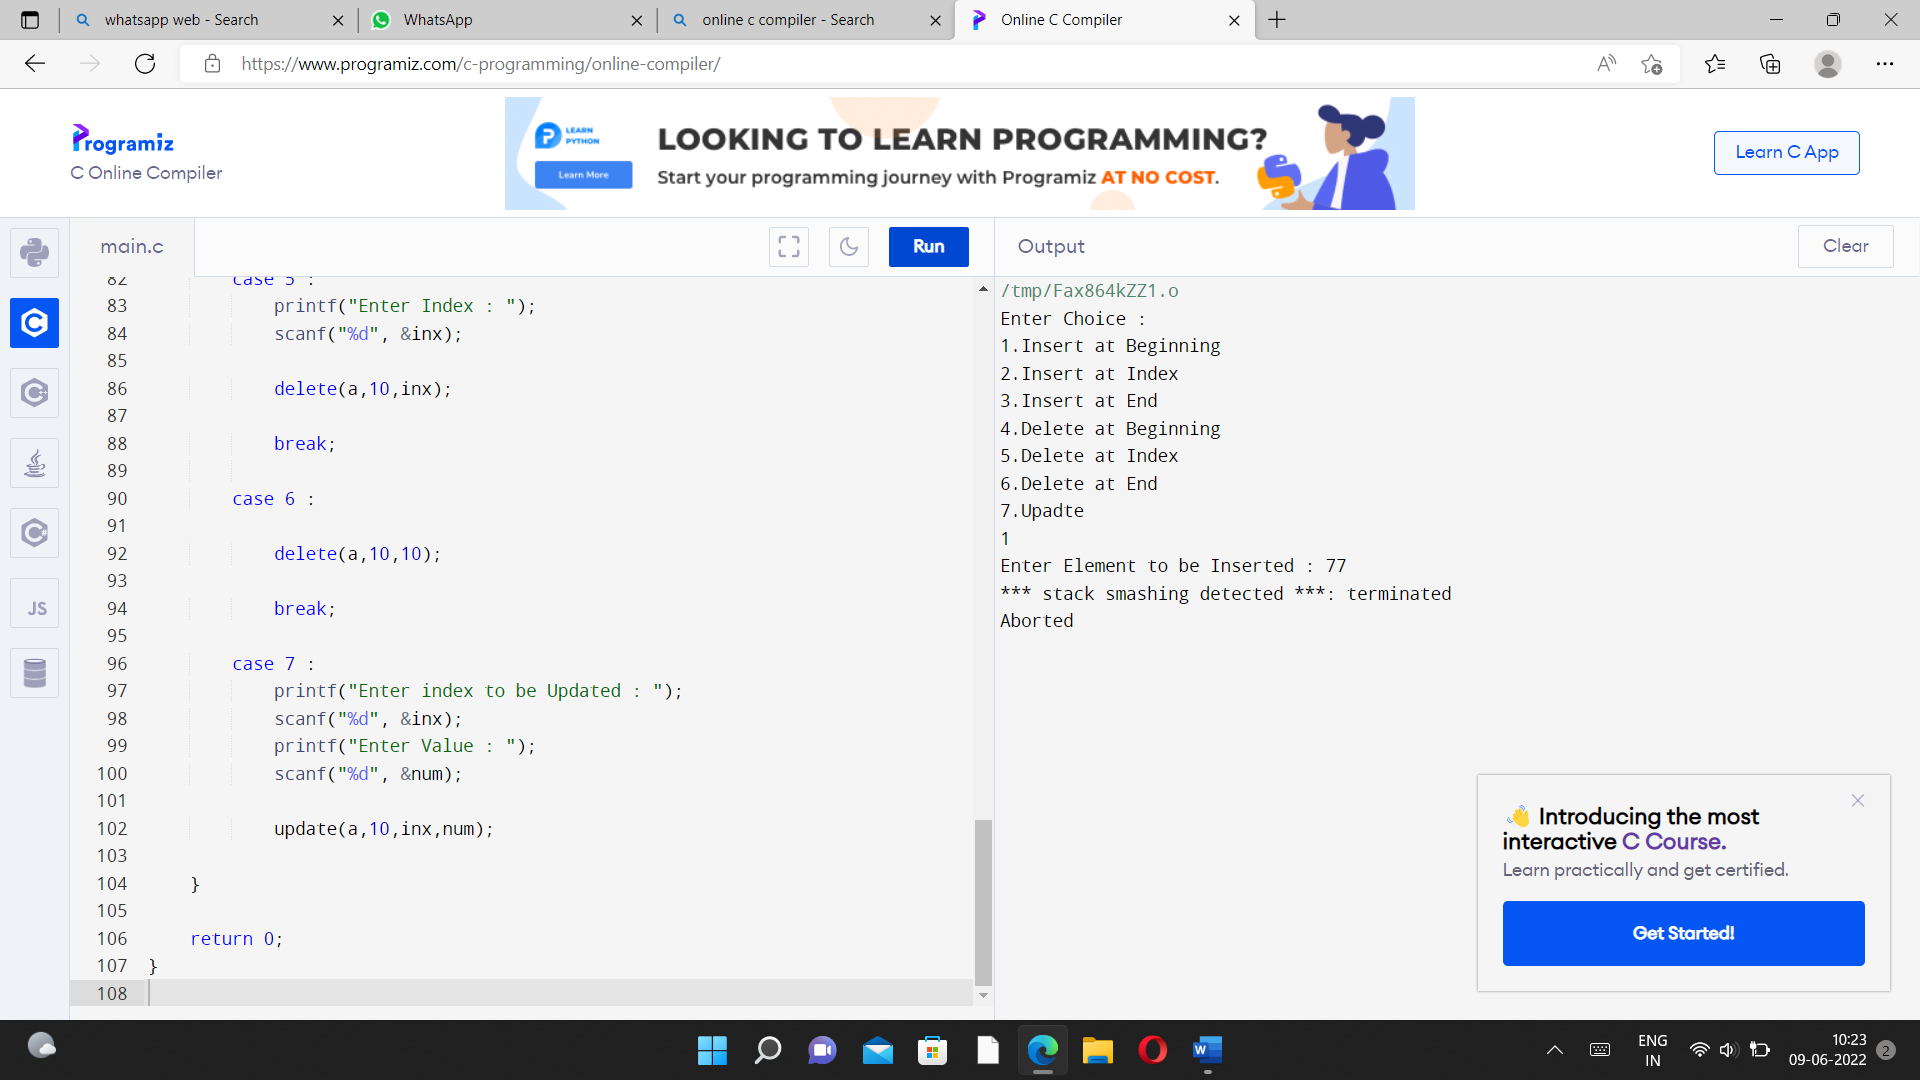 whatsapp web - Search
WhatsApp
online c compiler - Search
Online C Compiler
https://www.programiz.com/c-programming/online-compiler/
Programiz
C Online Compiler
LEARN
PYTHON
Learn More
LOOKING TO LEARN PROGRAMMING?
Start your programming journey with Programiz AT NO COST.
Learn C App
main.c
Run
Output
Clear
JS
82 case 5 :
83 printf("Enter Index : ");
84 scanf("%d", &inx);
85
86 delete(a,10,inx);
87
88 break;
89
90 case 6 :
91
92 delete(a,10,10);
93
94 break;
95
96 case 7 :
97 printf("Enter index to be Updated : ");
98 scanf("%d", &inx);
99 printf("Enter Value : ");
100 scanf("%d", &num);
101
102 update(a,10,inx,num);
103
104 }
105
106 return 0;
107 }
108
/tmp/Fax864kZZ1.o
Enter Choice :
1.Insert at Beginning
2.Insert at Index
3.Insert at End
4.Delete at Beginning
5.Delete at Index
6.Delete at End
7.Upadte
1
Enter Element to be Inserted : 77
*** stack smashing detected ***: terminated
Aborted
👋 Introducing the most
interactive C Course.
Learn practically and get certified.
Get Started!
ENG
IN
10:23
09-06-2022
2